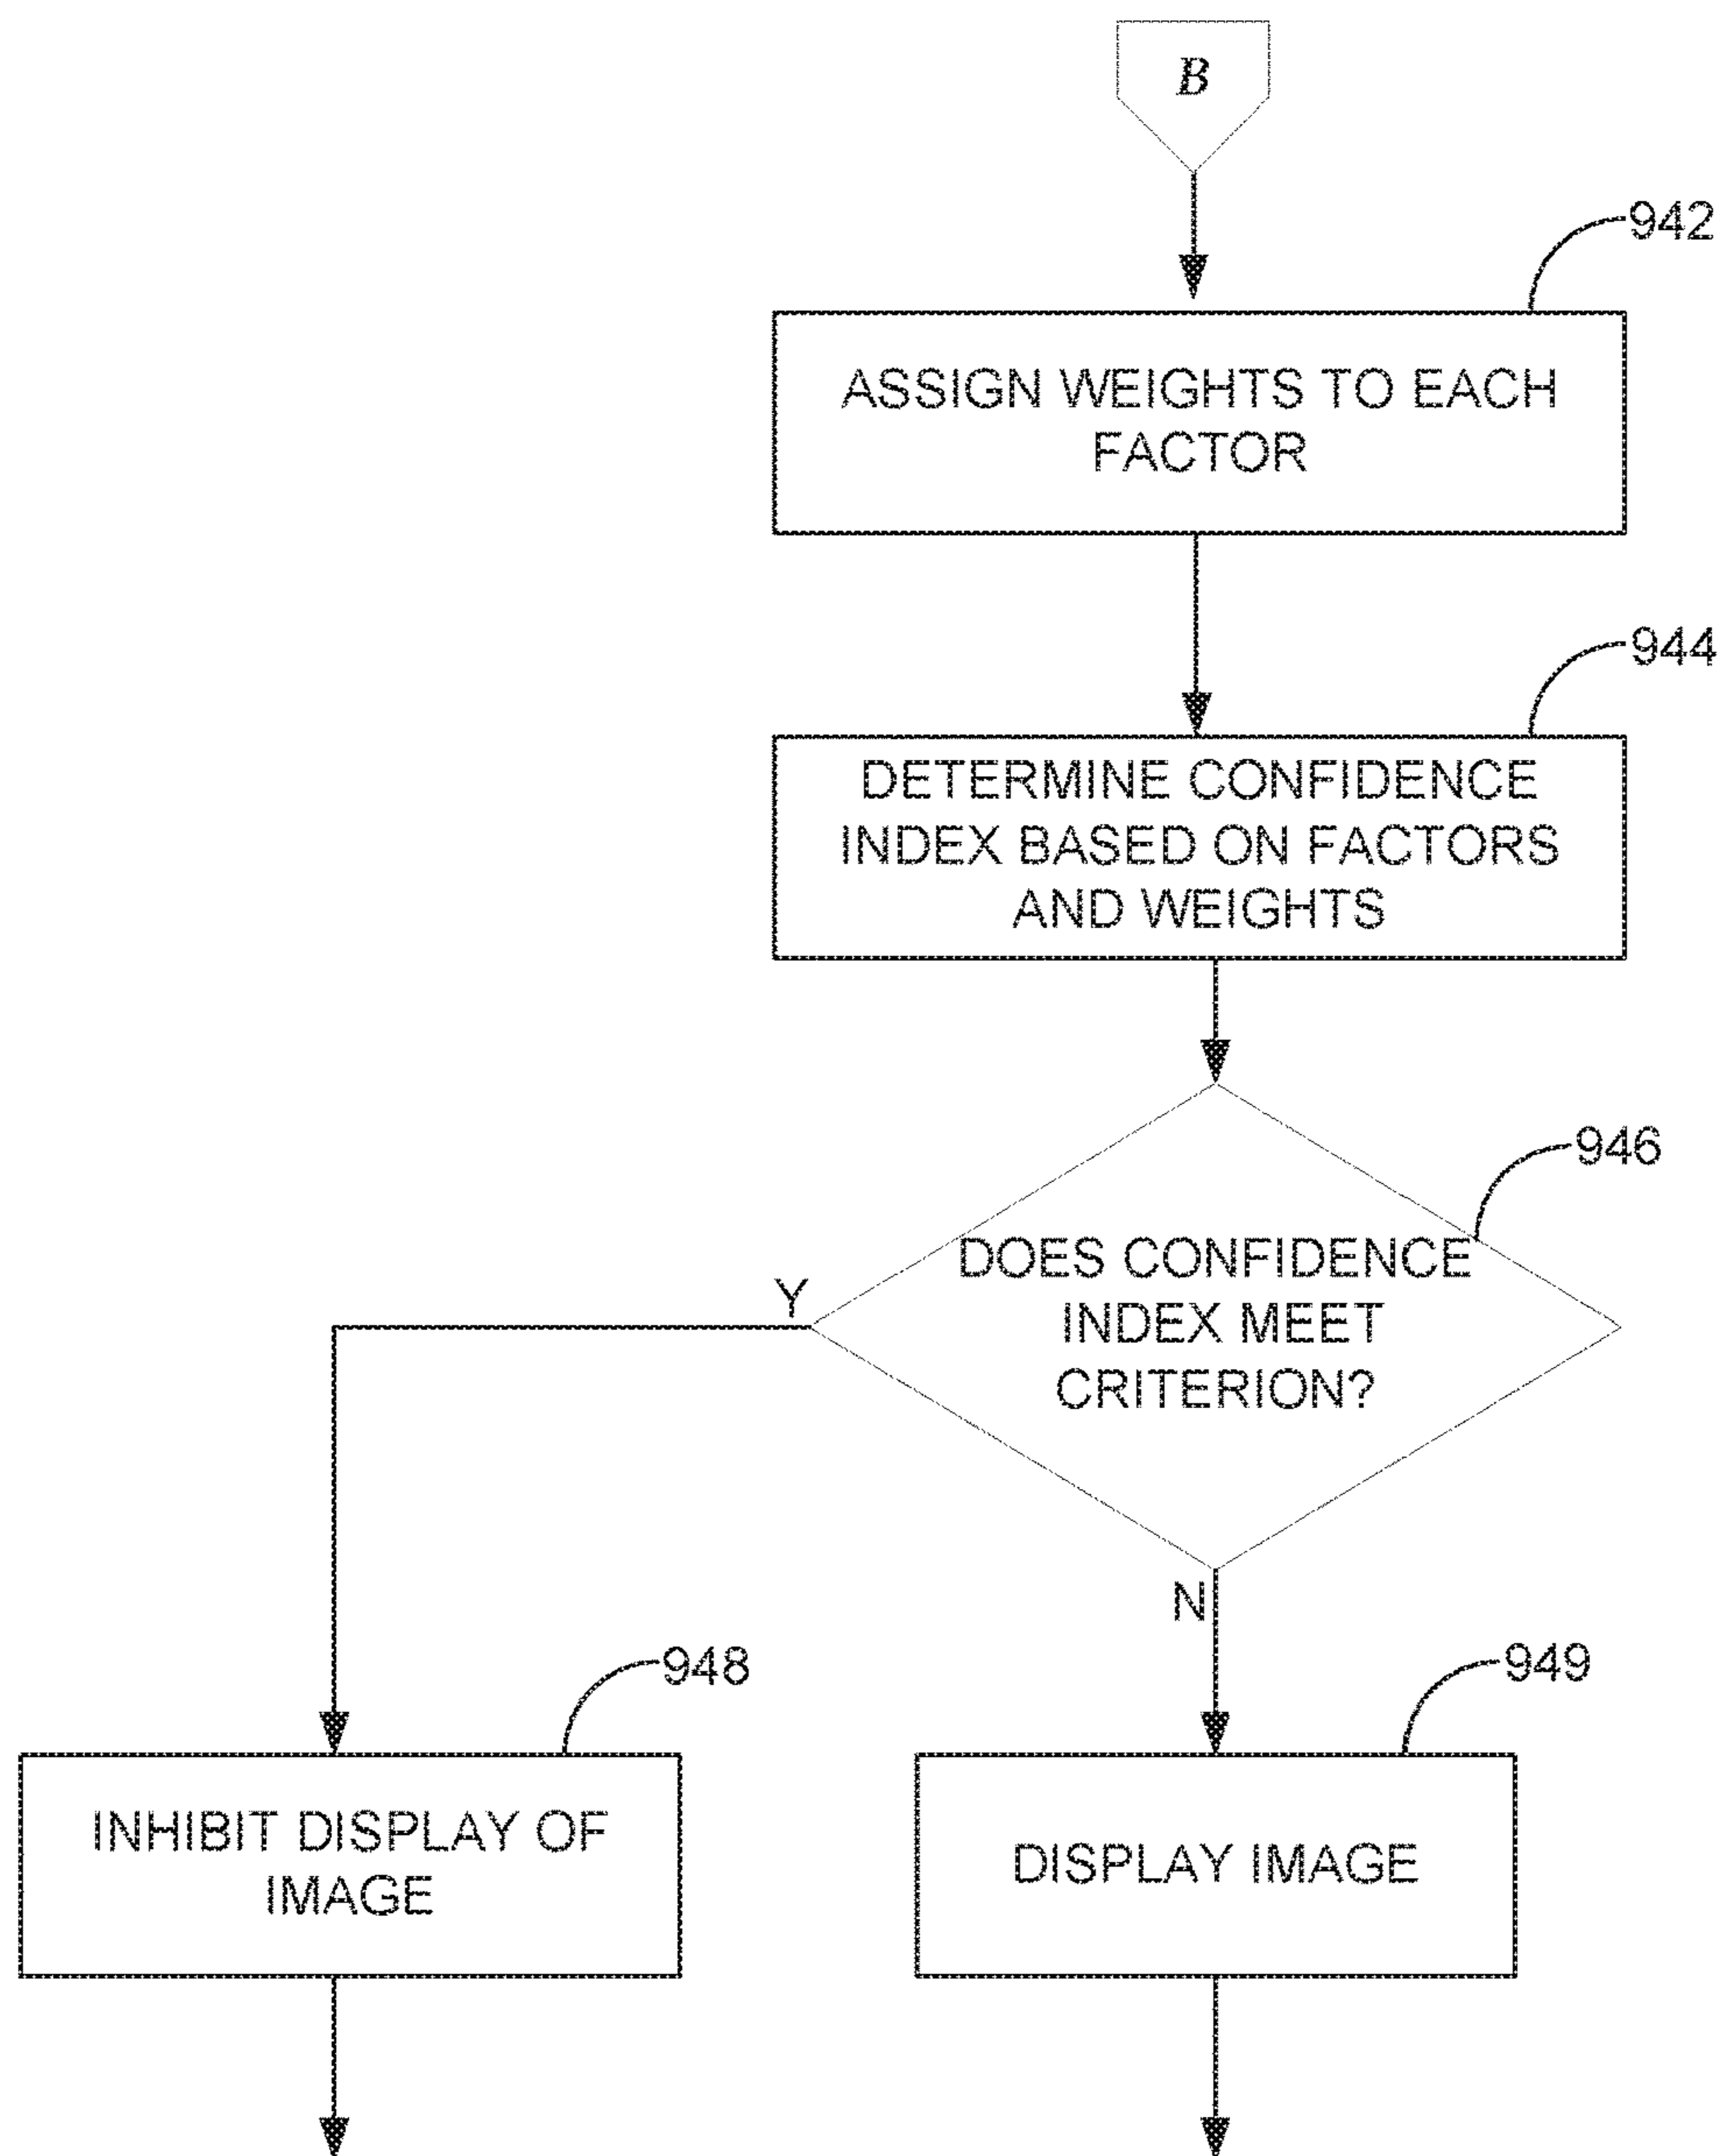 B
942
ASSIGN WEIGHTS TO EACH
FACTOR
944
DETERMINE CONFIDENCE
INDEX BASED ON FACTORS
AND WEIGHTS
946
DOES CONFIDENCE
INDEX MEET
CRITERION?
Y
N
948
INHIBIT DISPLAY OF
IMAGE
949
DISPLAY IMAGE